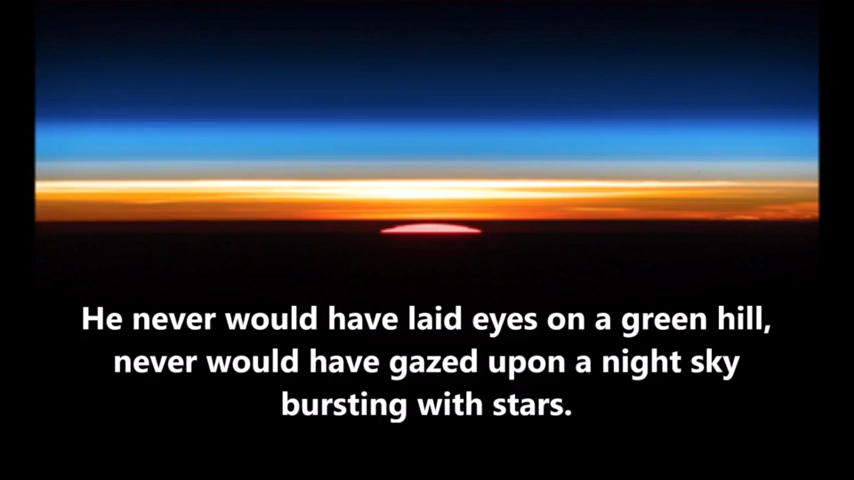 He never would have laid eyes on a green hill,
never would have gazed upon a night sky
bursting with stars.